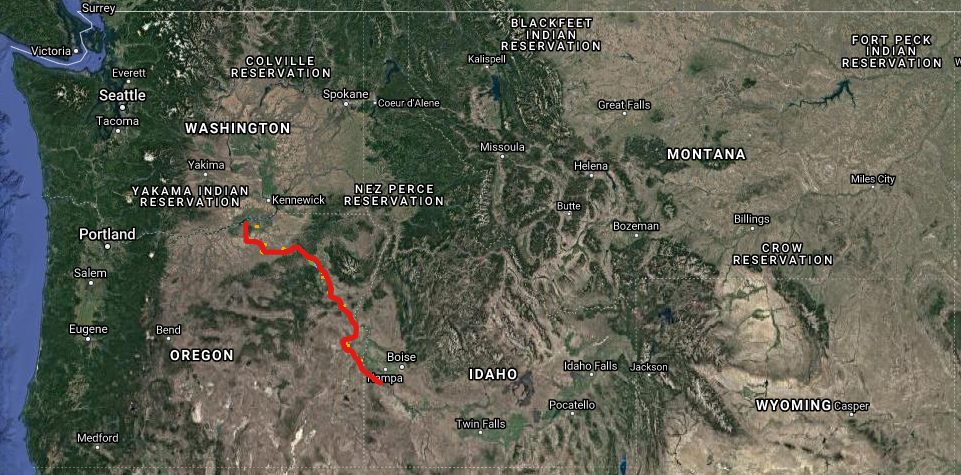 Surrey
BLACKFEET
INDIAN
RESERVATION
Victoria
FORT PECK
INDIAN
RESERVATION
Kalispell
COLVILLE
RESERVATION
Everett
Spokane
Coeur d'Alene
Seattle
Great Falls
Tacoma
WASHINGTON
Missoula
MONTANA
Yakima
Helena
Miles City
YAKAMA INDIAN
RESERVATION
NEZ PERCE
RESERVATION
Kennewick
Butte
Billings
Bozeman
Portland
CROW
RESERVATION
Salem
Eugene
Bend
OREGON
Boise
Idaho Falls
Jackson
IDAHO
Nampa
Pocatello
WYOMING
Casper
Twin Falls
Medford